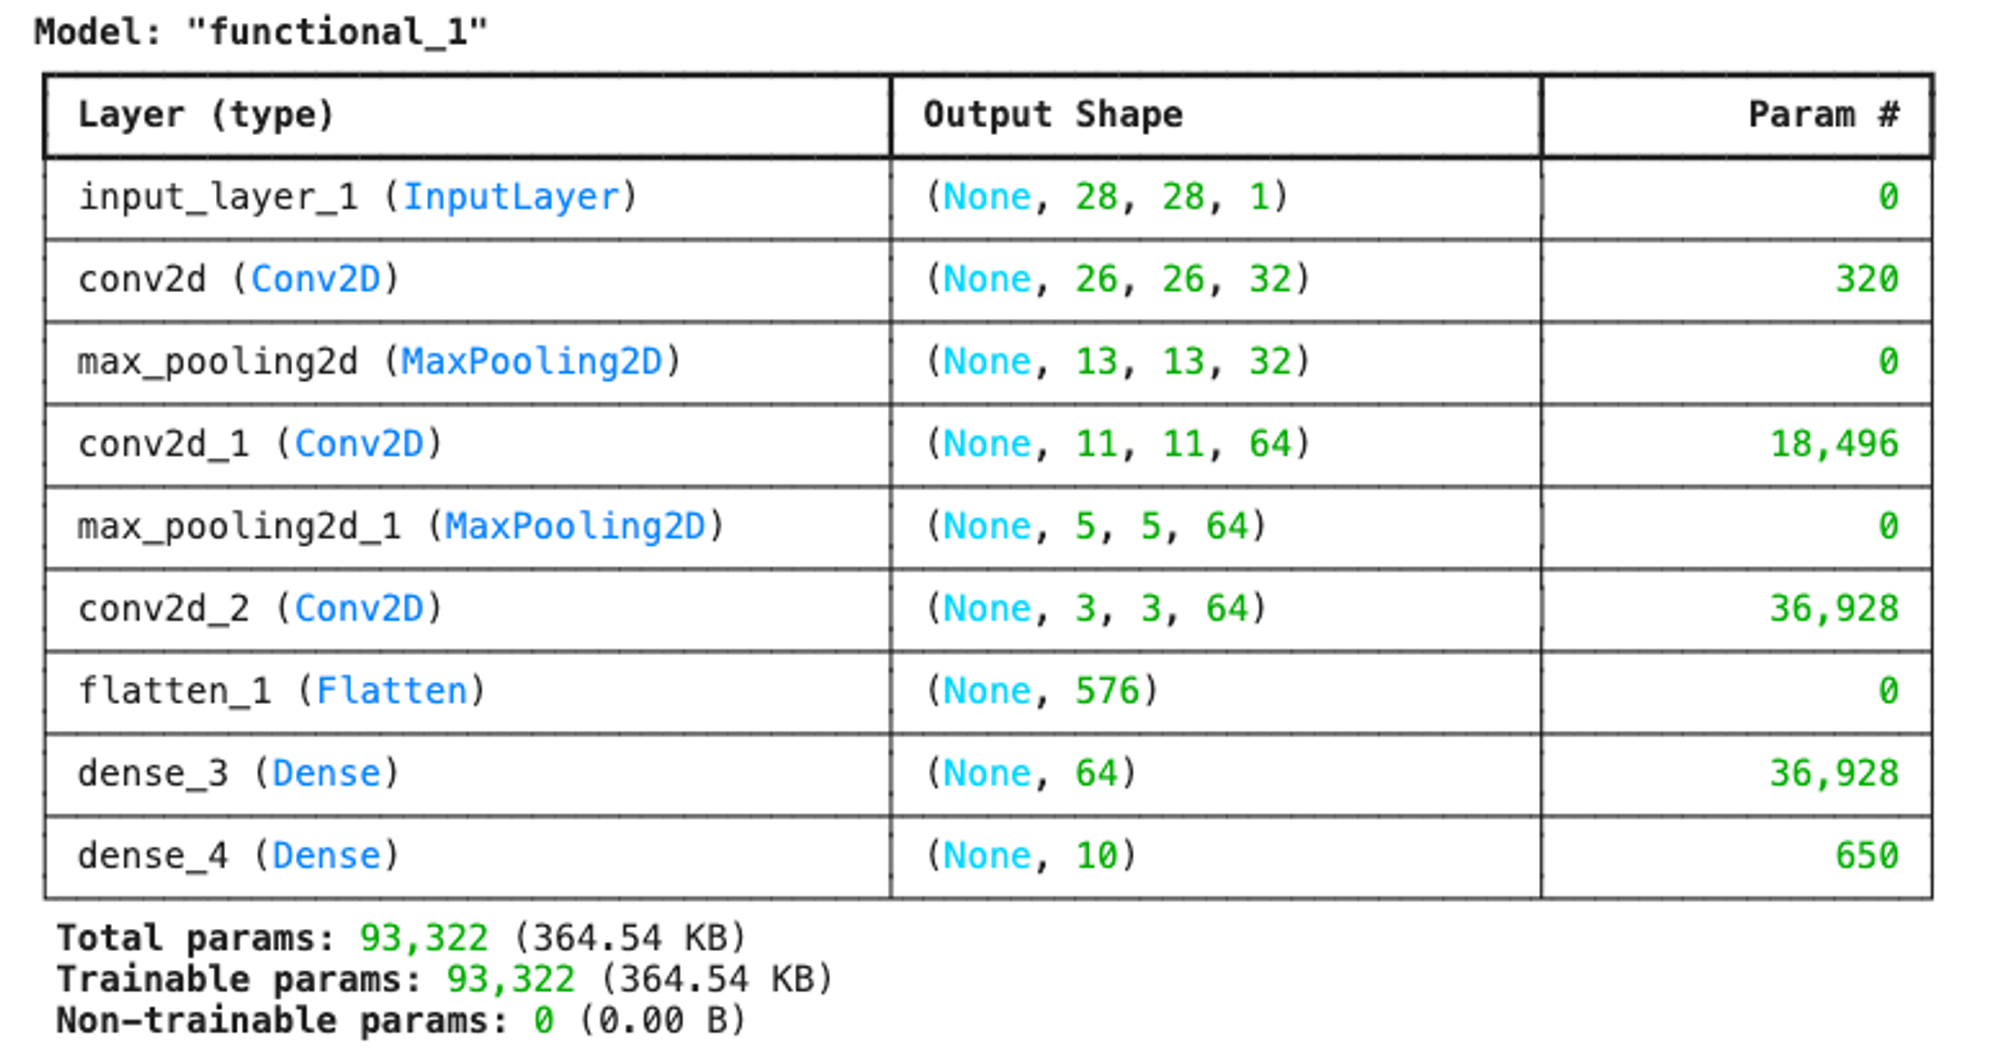 Model: "functional_1"
Layer (type) Output Shape Param #
input_layer_1 (InputLayer) (None, 28, 28, 1) 0
conv2d (Conv2D) (None, 26, 26, 32) 320
max_pooling2d (MaxPooling2D) (None, 13, 13, 32) 0
conv2d_1 (Conv2D) (None, 11, 11, 64) 18,496
max_pooling2d_1 (MaxPooling2D) (None, 5, 5, 64) 0
conv2d_2 (Conv2D) (None, 3, 3, 64) 36,928
flatten_1 (Flatten) (None, 576) 0
dense_3 (Dense) (None, 64) 36,928
dense_4 (Dense) (None, 10) 650
Total params: 93,322 (364.54 KB)
Trainable params: 93,322 (364.54 KB)
Non-trainable params: 0 (0.00 B)